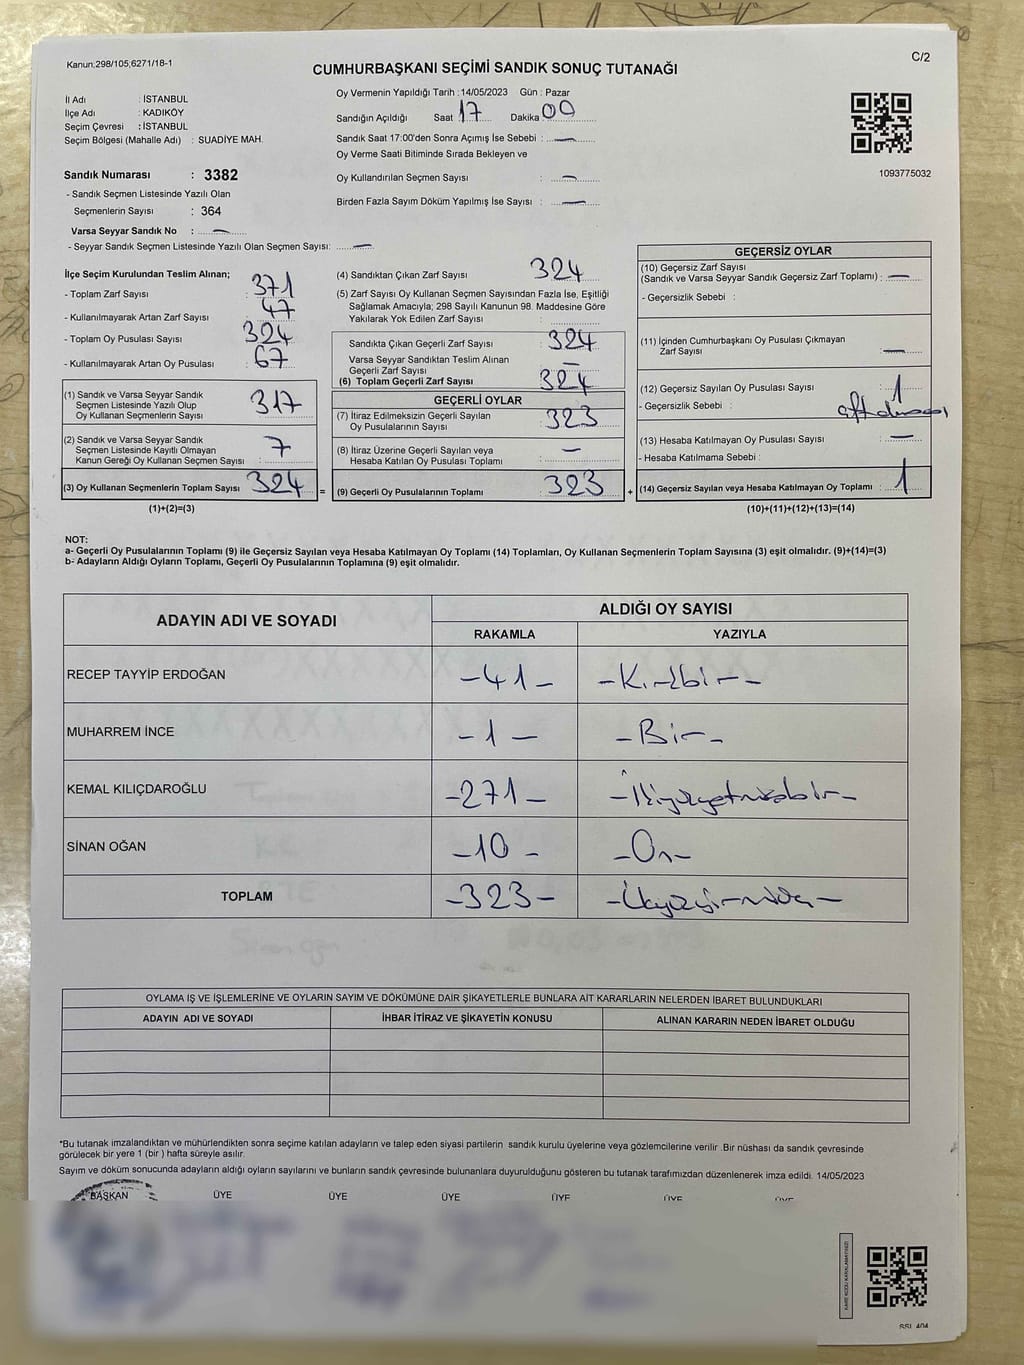 Kanun;298/105,6271/18-1
C/2
CUMHURBAŞKANI SEÇİMİ SANDIK SONUÇ TUTANAĞI
İl Adı : İSTANBUL
İlçe Adı : KADIKÖY
Seçim Çevresi : İSTANBUL
Seçim Bölgesi (Mahalle Adı) : SUADİYE MAH.
Sandık Numarası : 3382
- Sandık Seçmen Listesinde Yazılı Olan
Seçmenlerin Sayısı : 364
Varsa Seyyar Sandık No : —
- Seyyar Sandık Seçmen Listesinde Yazılı Olan Seçmen Sayısı: —
Oy Vermenin Yapıldığı Tarih : 14/05/2023 Gün : Pazar
Sandığın Açıldığı Saat 17 Dakika 00
Sandık Saat 17:00'den Sonra Açımış İse Sebebi : —
Oy Verme Saati Bitiminde Sırada Bekleyen ve
Oy Kullandırılan Seçmen Sayısı : —
Birden Fazla Sayım Döküm Yapılmış İse Sayısı : —
1093775032
İlçe Seçim Kurulundan Teslim Alınan;
- Toplam Zarf Sayısı : 371
- Kullanılmayarak Artan Zarf Sayısı : 47
- Toplam Oy Pusulası Sayısı : 324
- Kullanılmayarak Artan Oy Pusulası : 67
(1) Sandık ve Varsa Seyyar Sandık
Seçmen Listesinde Yazılı Olup
Oy Kullanan Seçmenlerin Sayısı : 317
(2) Sandık ve Varsa Seyyar Sandık
Seçmen Listesinde Kayıtlı Olmayan
Kanun Gereği Oy Kullanan Seçmen Sayısı : 7
(3) Oy Kullanan Seçmenlerin Toplam Sayısı : 324 =
(1)+(2)=(3)
(4) Sandıktan Çıkan Zarf Sayısı : 324
(5) Zarf Sayısı Oy Kullanan Seçmen Sayısından Fazla İse, Eşitliği
Sağlamak Amacıyla; 298 Sayılı Kanunun 98. Maddesine Göre
Yakılarak Yok Edilen Zarf Sayısı :
Sandıkta Çıkan Geçerli Zarf Sayısı : 324
Varsa Seyyar Sandıktan Teslim Alınan
Geçerli Zarf Sayısı : —
(6) Toplam Geçerli Zarf Sayısı : 324
GEÇERLİ OYLAR
(7) İtiraz Edilmeksizin Geçerli Sayılan
Oy Pusulalarının Sayısı : 323
(8) İtiraz Üzerine Geçerli Sayılan veya
Hesaba Katılan Oy Pusulası Toplamı : —
(9) Geçerli Oy Pusulalarının Toplamı : 323 +
GEÇERSİZ OYLAR
(10) Geçersiz Zarf Sayısı
(Sandık ve Varsa Seyyar Sandık Geçersiz Zarf Toplamı) : —
- Geçersizlik Sebebi :
(11) İçinden Cumhurbaşkanı Oy Pusulası Çıkmayan
Zarf Sayısı : —
(12) Geçersiz Sayılan Oy Pusulası Sayısı : 1
- Geçersizlik Sebebi :
(13) Hesaba Katılmayan Oy Pusulası Sayısı : —
- Hesaba Katılmama Sebebi :
(14) Geçersiz Sayılan veya Hesaba Katılmayan Oy Toplamı : 1
(10)+(11)+(12)+(13)=(14)
NOT:
a- Geçerli Oy Pusulalarının Toplamı (9) ile Geçersiz Sayılan veya Hesaba Katılmayan Oy Toplamı (14) Toplamları, Oy Kullanan Seçmenlerin Toplam Sayısına (3) eşit olmalıdır. (9)+(14)=(3)
b- Adayların Aldığı Oyların Toplamı, Geçerli Oy Pusulalarının Toplamına (9) eşit olmalıdır.
ADAYIN ADI VE SOYADI ALDIĞI OY SAYISI
RAKAMLA YAZIYLA
RECEP TAYYİP ERDOĞAN -41- -Kırkbir-
MUHARREM İNCE -1- -Bir-
KEMAL KILIÇDAROĞLU -271- -İkiyüzyetmişbir-
SİNAN OĞAN -10- -On-
TOPLAM -323- -Üçyüzyirmiüç-
OYLAMA İŞ VE İŞLEMLERİNE VE OYLARIN SAYIM VE DÖKÜMÜNE DAİR ŞİKAYETLERLE BUNLARA AİT KARARLARIN NELERDEN İBARET BULUNDUKLARI
ADAYIN ADI VE SOYADI İHBAR İTİRAZ VE ŞİKAYETİN KONUSU ALINAN KARARIN NEDEN İBARET OLDUĞU
*Bu tutanak imzalandıktan ve mühürlendikten sonra seçime katılan adayların ve talep eden siyasi partilerin sandık kurulu üyelerine veya gözlemcilerine verilir .Bir nüshası da sandık çevresinde
görülecek bir yere 1 (bir ) hafta süreyle asılır.
Sayım ve döküm sonucunda adayların aldığı oyların sayılarını ve bunların sandık çevresinde bulunanlara duyurulduğunu gösteren bu tutanak tarafımızdan düzenlenerek imza edildi. 14/05/2023
BAŞKAN ÜYE ÜYE ÜYE ÜYE ÜYE ÜYE